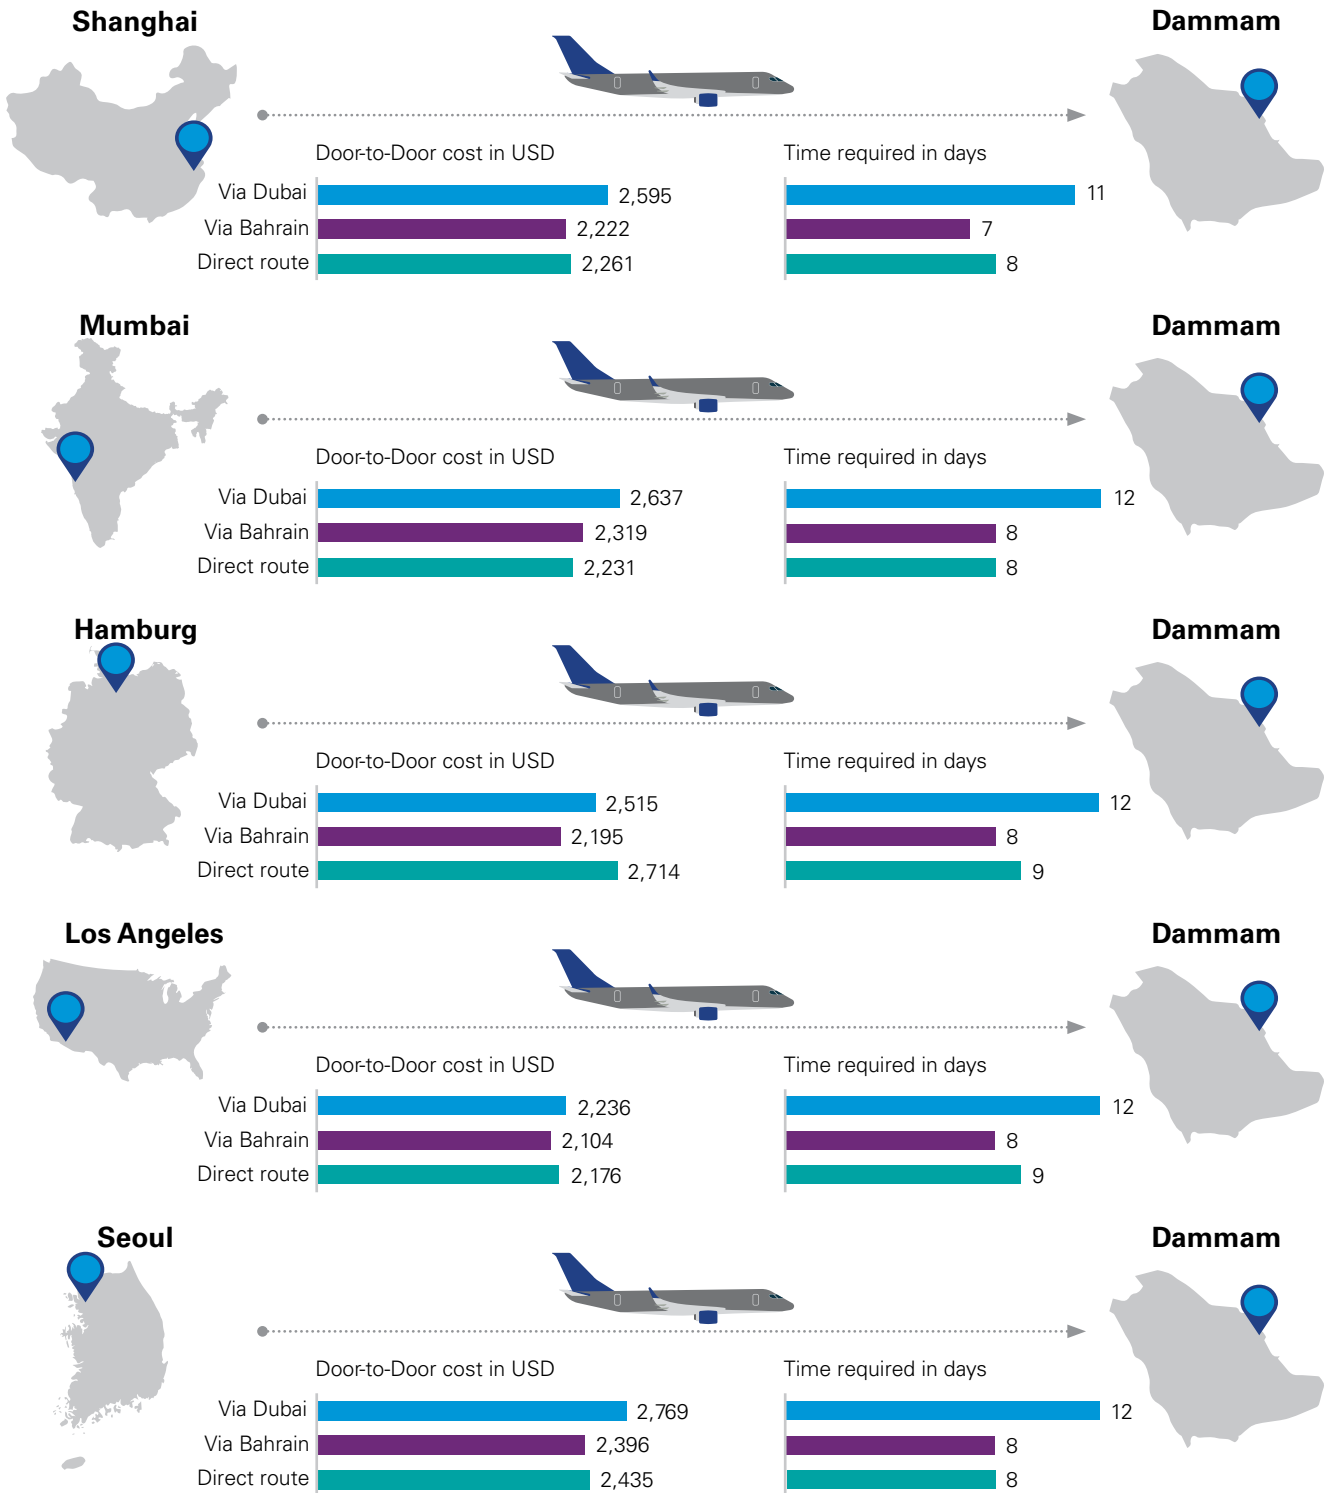 Shanghai
Dammam
Door-to-Door cost in USD
Time required in days
Via Dubai 2,595 11
Via Bahrain 2,222 7
Direct route 2,261 8
Mumbai
Dammam
Door-to-Door cost in USD
Time required in days
Via Dubai 2,637 12
Via Bahrain 2,319 8
Direct route 2,231 8
Hamburg
Dammam
Door-to-Door cost in USD
Time required in days
Via Dubai 2,515 12
Via Bahrain 2,195 8
Direct route 2,714 9
Los Angeles
Dammam
Door-to-Door cost in USD
Time required in days
Via Dubai 2,236 12
Via Bahrain 2,104 8
Direct route 2,176 9
Seoul
Dammam
Door-to-Door cost in USD
Time required in days
Via Dubai 2,769 12
Via Bahrain 2,396 8
Direct route 2,435 8